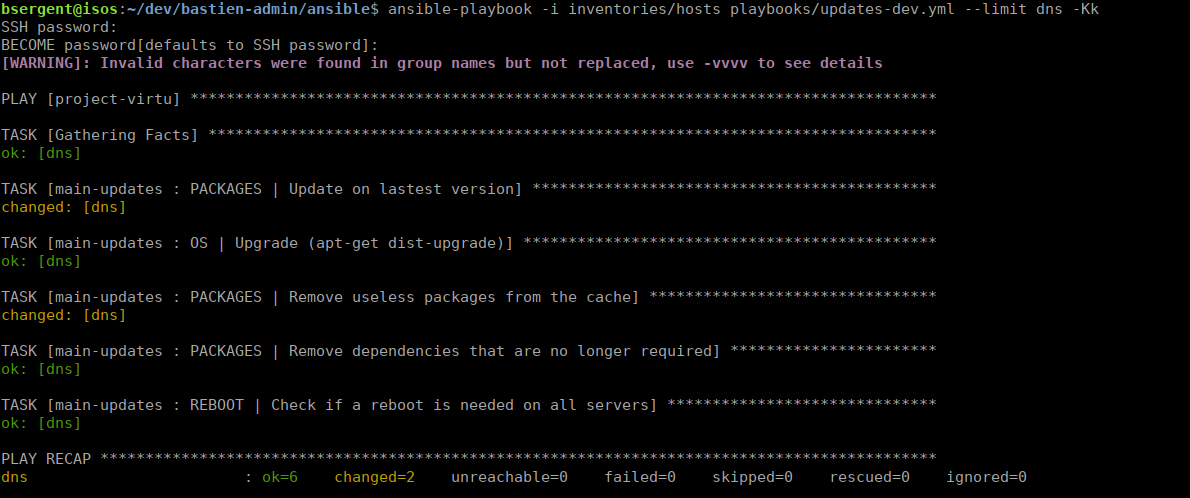 bsergent@isos:~/dev/bastien-admin/ansible$ ansible-playbook -i inventories/hosts playbooks/updates-dev.yml --limit dns -Kk
SSH password:
BECOME password[defaults to SSH password]:
[WARNING]: Invalid characters were found in group names but not replaced, use -vvvv to see details
PLAY [project-virtu] ***********************************************************************************
TASK [Gathering Facts] *********************************************************************************
ok: [dns]
TASK [main-updates : PACKAGES | Update on lastest version] *********************************************
changed: [dns]
TASK [main-updates : OS | Upgrade (apt-get dist-upgrade)] **********************************************
ok: [dns]
TASK [main-updates : PACKAGES | Remove useless packages from the cache] ********************************
changed: [dns]
TASK [main-updates : PACKAGES | Remove dependencies that are no longer required] ***********************
ok: [dns]
TASK [main-updates : REBOOT | Check if a reboot is needed on all servers] ******************************
ok: [dns]
PLAY RECAP *********************************************************************************************
dns                        : ok=6    changed=2    unreachable=0    failed=0    skipped=0    rescued=0    ignored=0